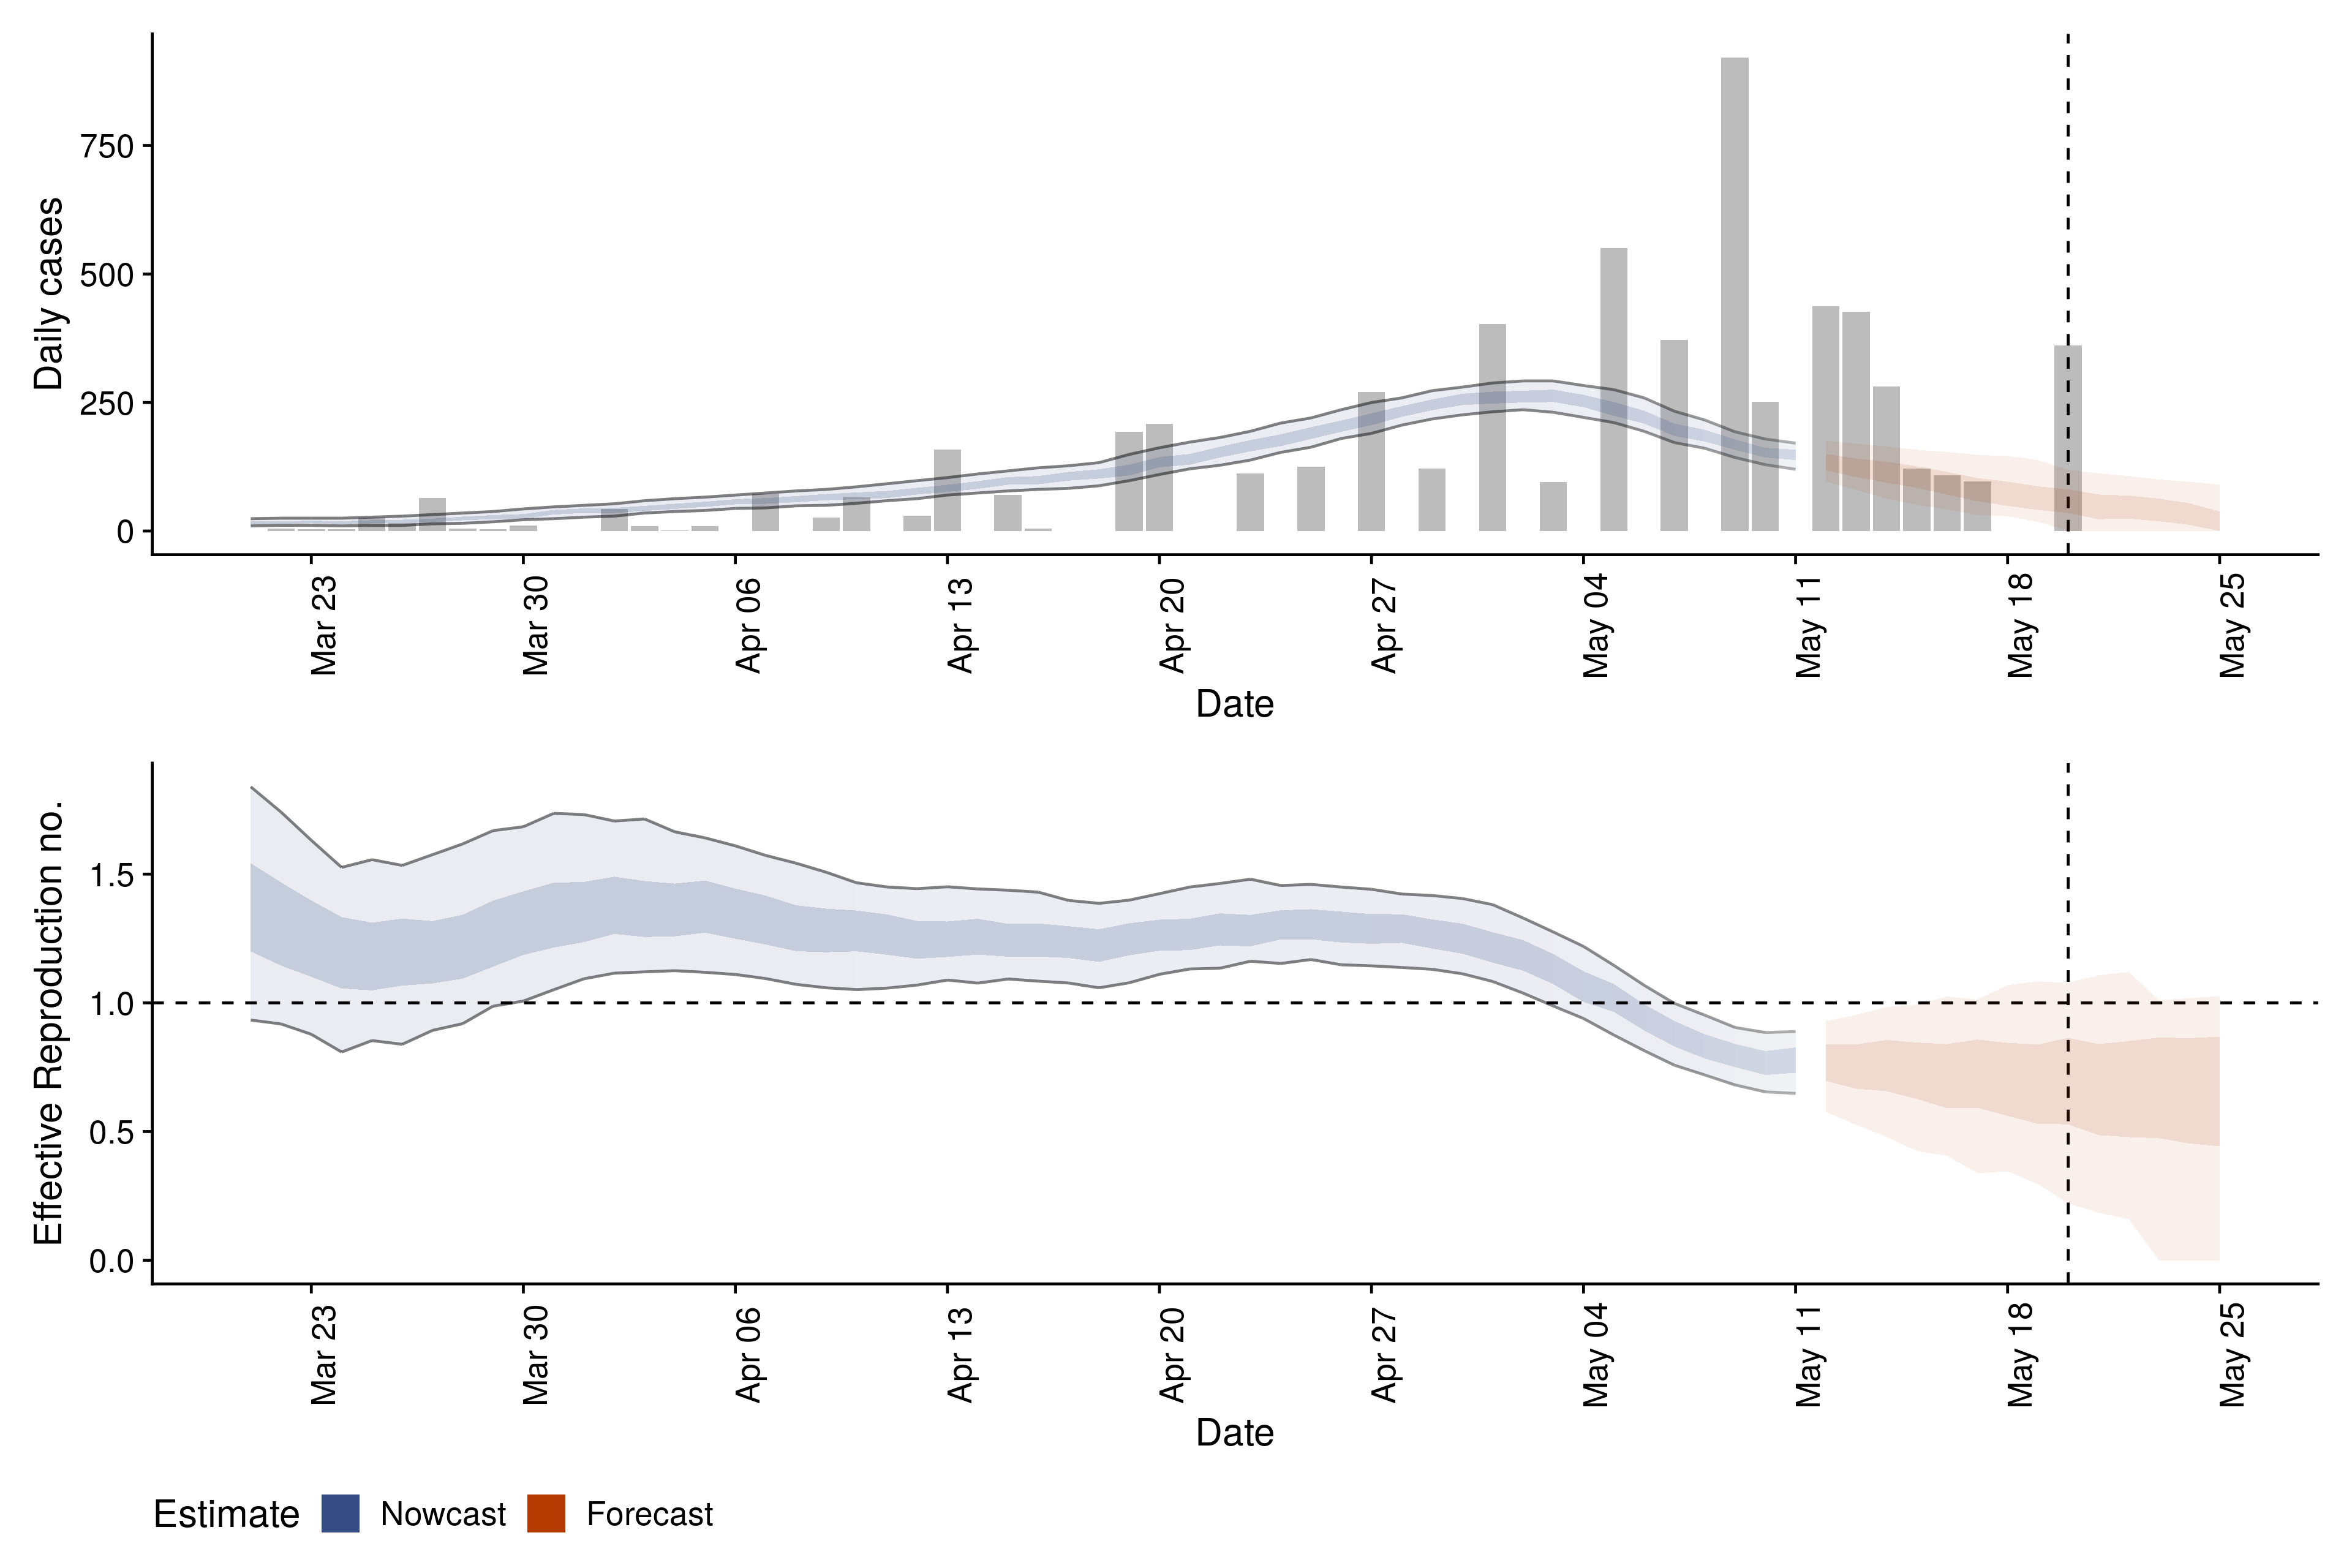 Daily cases
750
500
250
0
Mar 23
Mar 30
Apr 06
Apr 13
Apr 20
Apr 27
May 04
May 11
May 18
May 25
Date
Effective Reproduction no.
1.5
1.0
0.5
0.0
Mar 23
Mar 30
Apr 06
Apr 13
Apr 20
Apr 27
May 04
May 11
May 18
May 25
Date
Estimate Nowcast Forecast